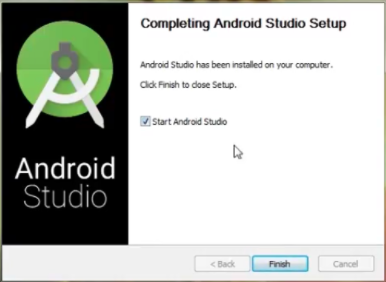 Completing Android Studio Setup
Android Studio has been installed on your computer.
Click Finish to close Setup.
Start Android Studio
Android
Studio
< Back
Finish
Cancel